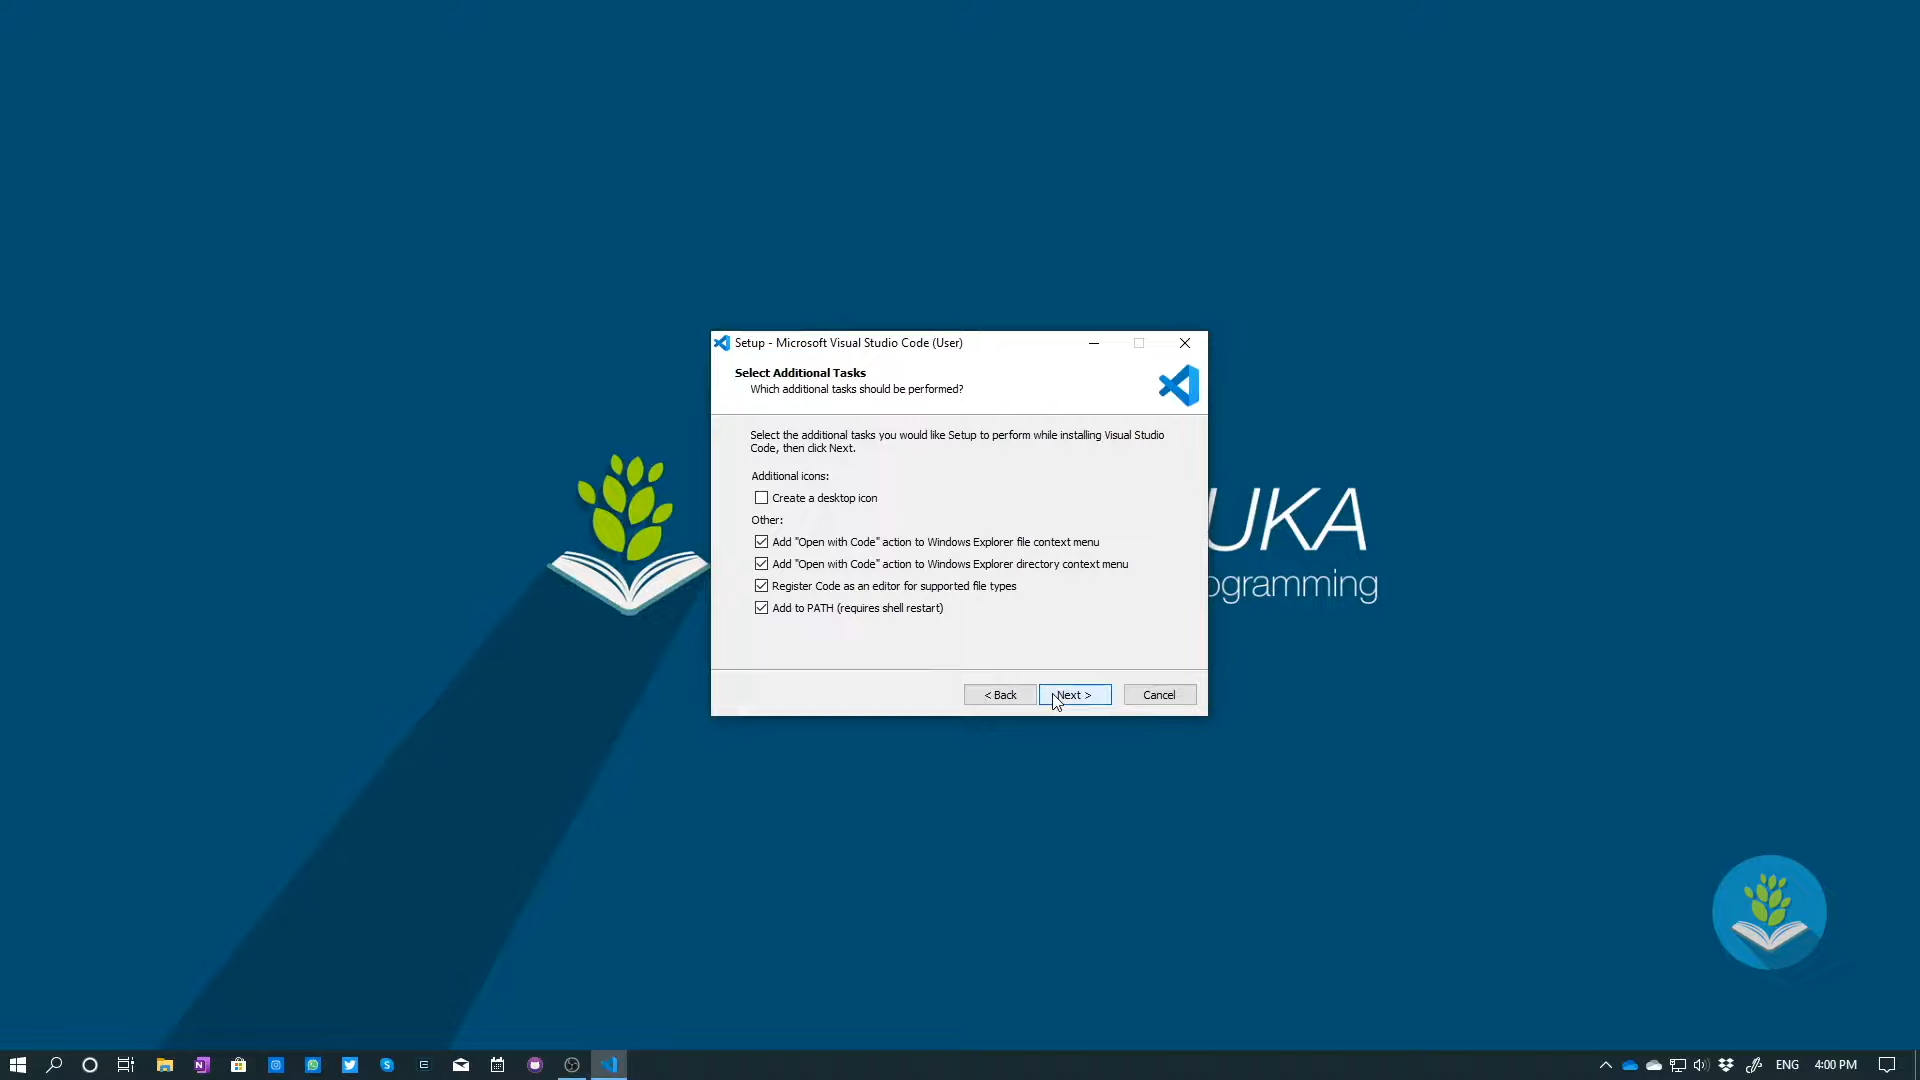 Setup - Microsoft Visual Studio Code (User)
Select Additional Tasks
Which additional tasks should be performed?
Select the additional tasks you would like Setup to perform while installing Visual Studio
Code, then click Next.
Additional icons:
Create a desktop icon
Other:
Add "Open with Code" action to Windows Explorer file context menu
Add "Open with Code" action to Windows Explorer directory context menu
Register Code as an editor for supported file types
Add to PATH (requires shell restart)
< Back
Next >
Cancel
UKA
ogramming
ENG
4:00 PM